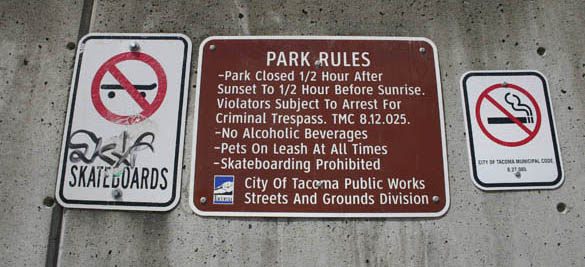 SKATEBOARDS
PARK RULES
-Park Closed 1/2 Hour After
Sunset To 1/2 Hour Before Sunrise.
Violators Subject To Arrest For
Criminal Trespass. TMC 8.12.025.
-No Alcoholic Beverages
-Pets On Leash At All Times
-Skateboarding Prohibited
City Of Tacoma Public Works
Streets And Grounds Division
CITY OF TACOMA MUNICIPAL CODE